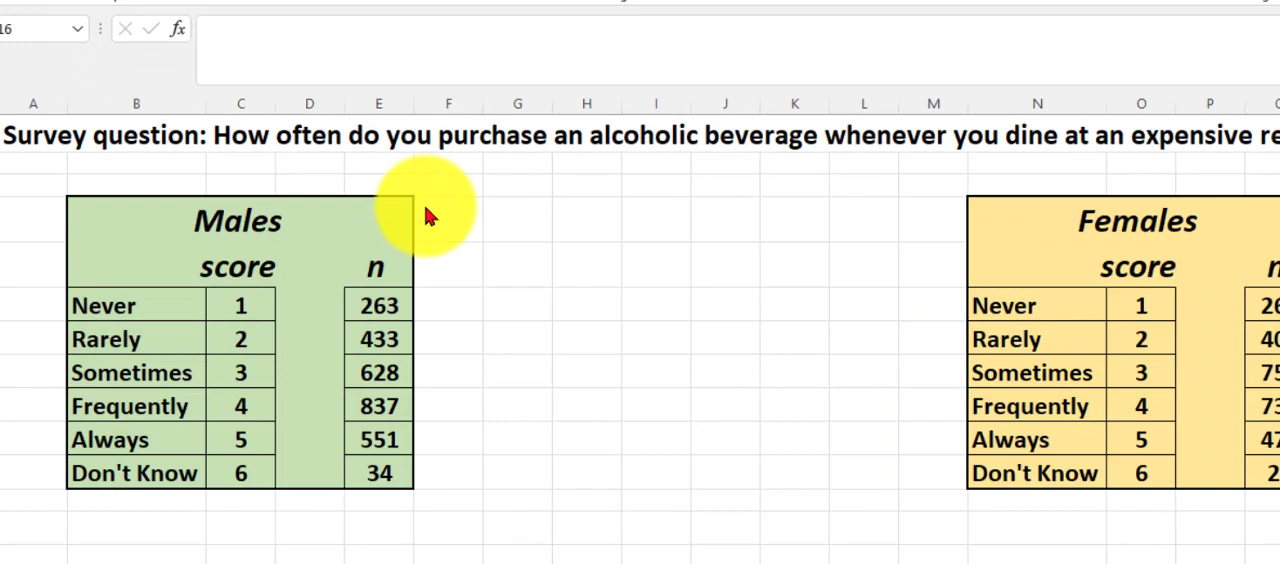 16 fx
A B C D E F G H I J K L M N O P
Survey question: How often do you purchase an alcoholic beverage whenever you dine at an expensive
Males
score n
Never 1 263
Rarely 2 433
Sometimes 3 628
Frequently 4 837
Always 5 551
Don't Know 6 34
Females
score n
Never 1
Rarely 2
Sometimes 3
Frequently 4
Always 5
Don't Know 6